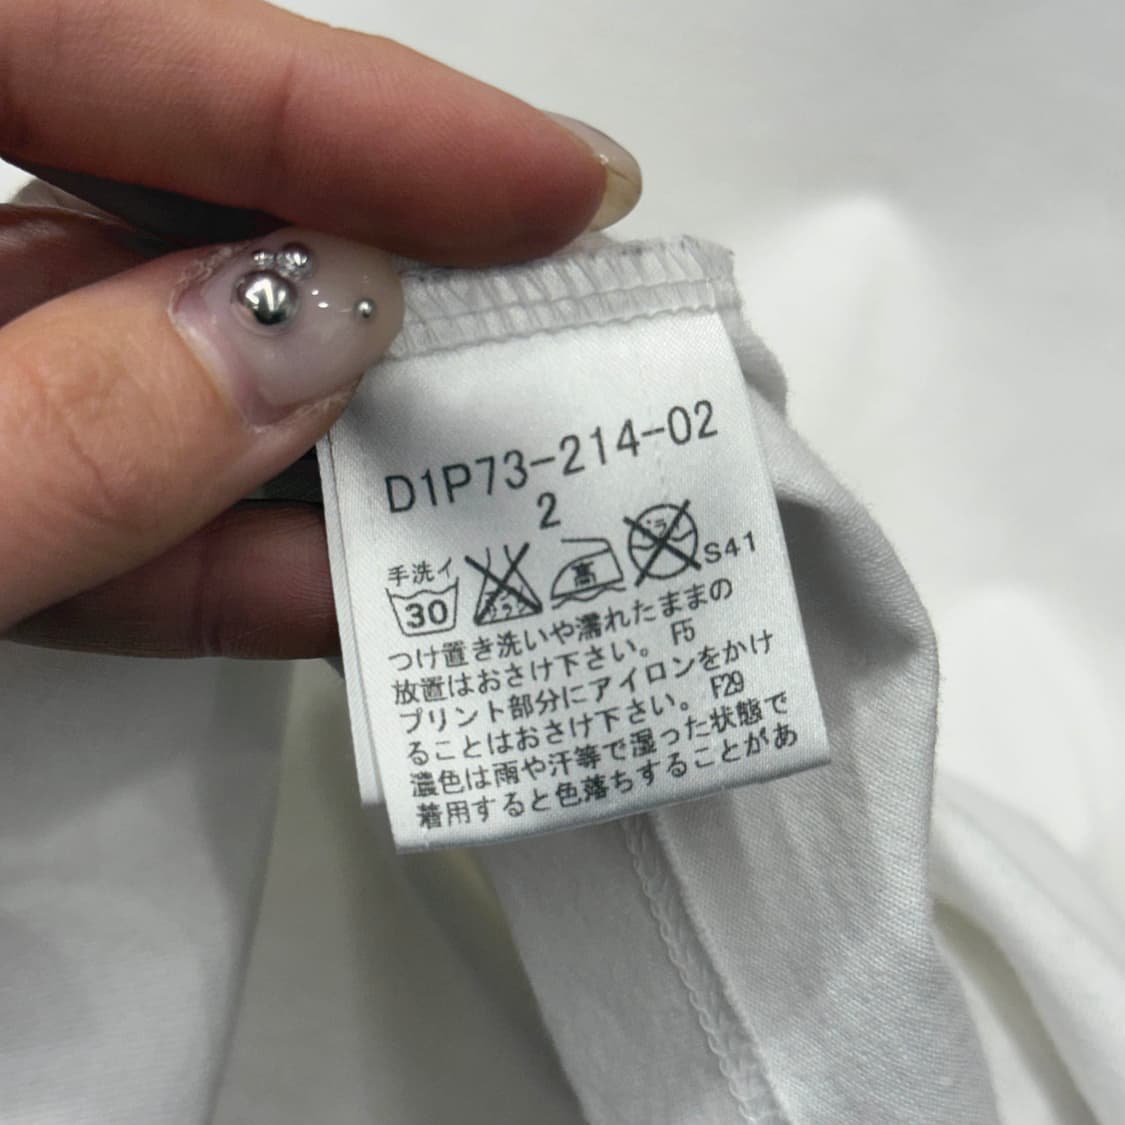 D1P73-214-02
2
手洗イ
30 高 S41
つけ置き洗いや濡れたままの
放置はおさけ下さい。 F5
プリント部分にアイロンをかけ
ることはおさけ下さい。 F29
濃色は雨や汗等で湿った状態で
着用すると色落ちすることがあ